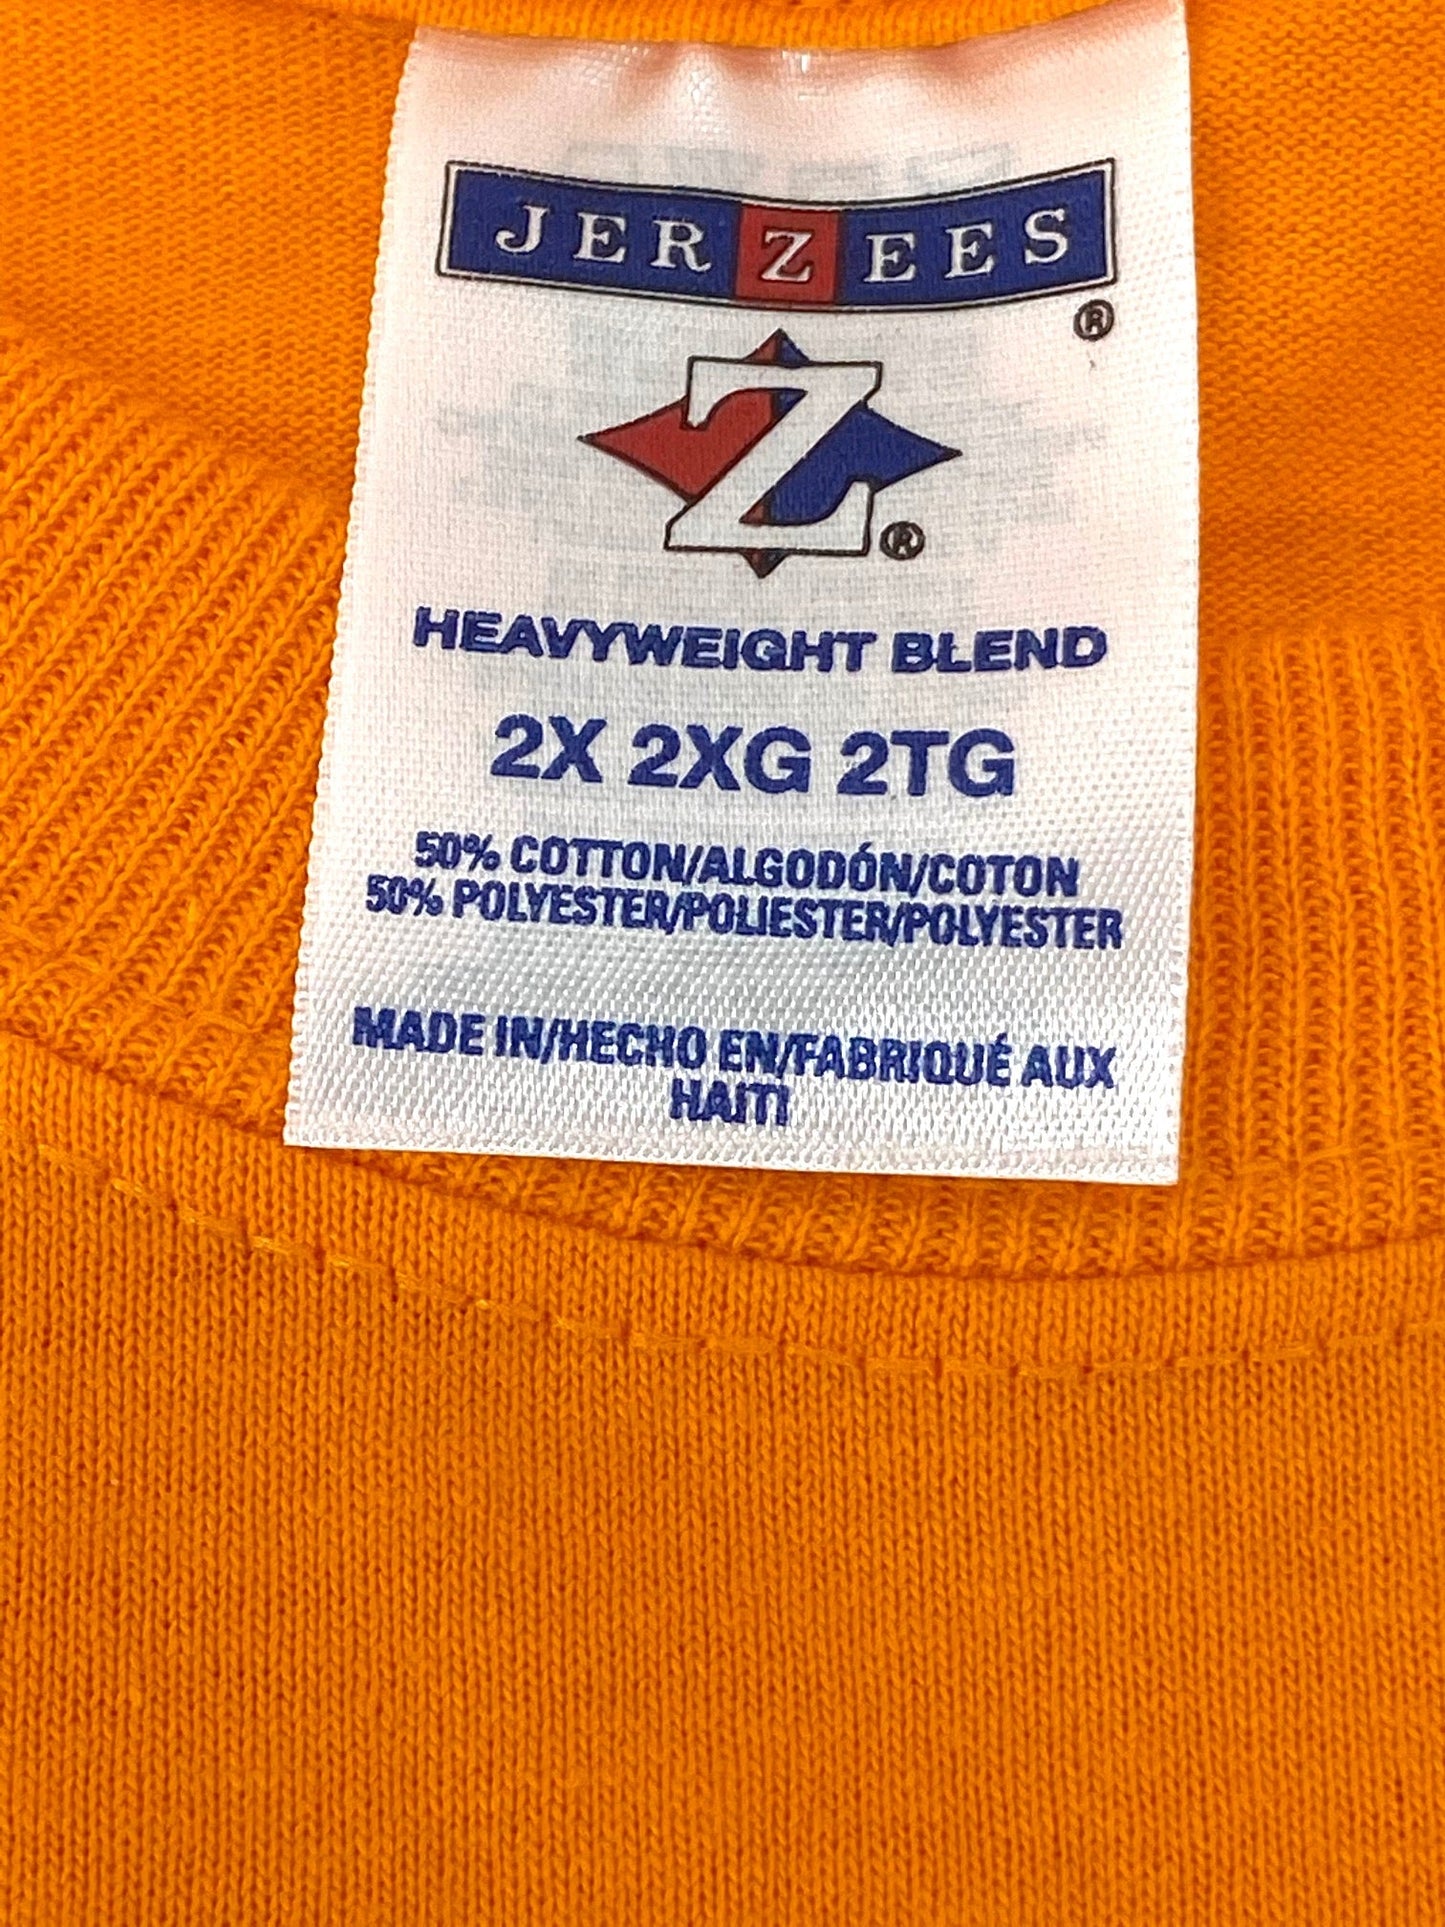 JERZEES
®
Z
®
HEAVYWEIGHT BLEND
2X 2XG 2TG
50% COTTON/ALGODÓN/COTON
50% POLYESTER/POLIESTER/POLYESTER
MADE IN/HECHO EN/FABRIQUÉ AUX
HAITI